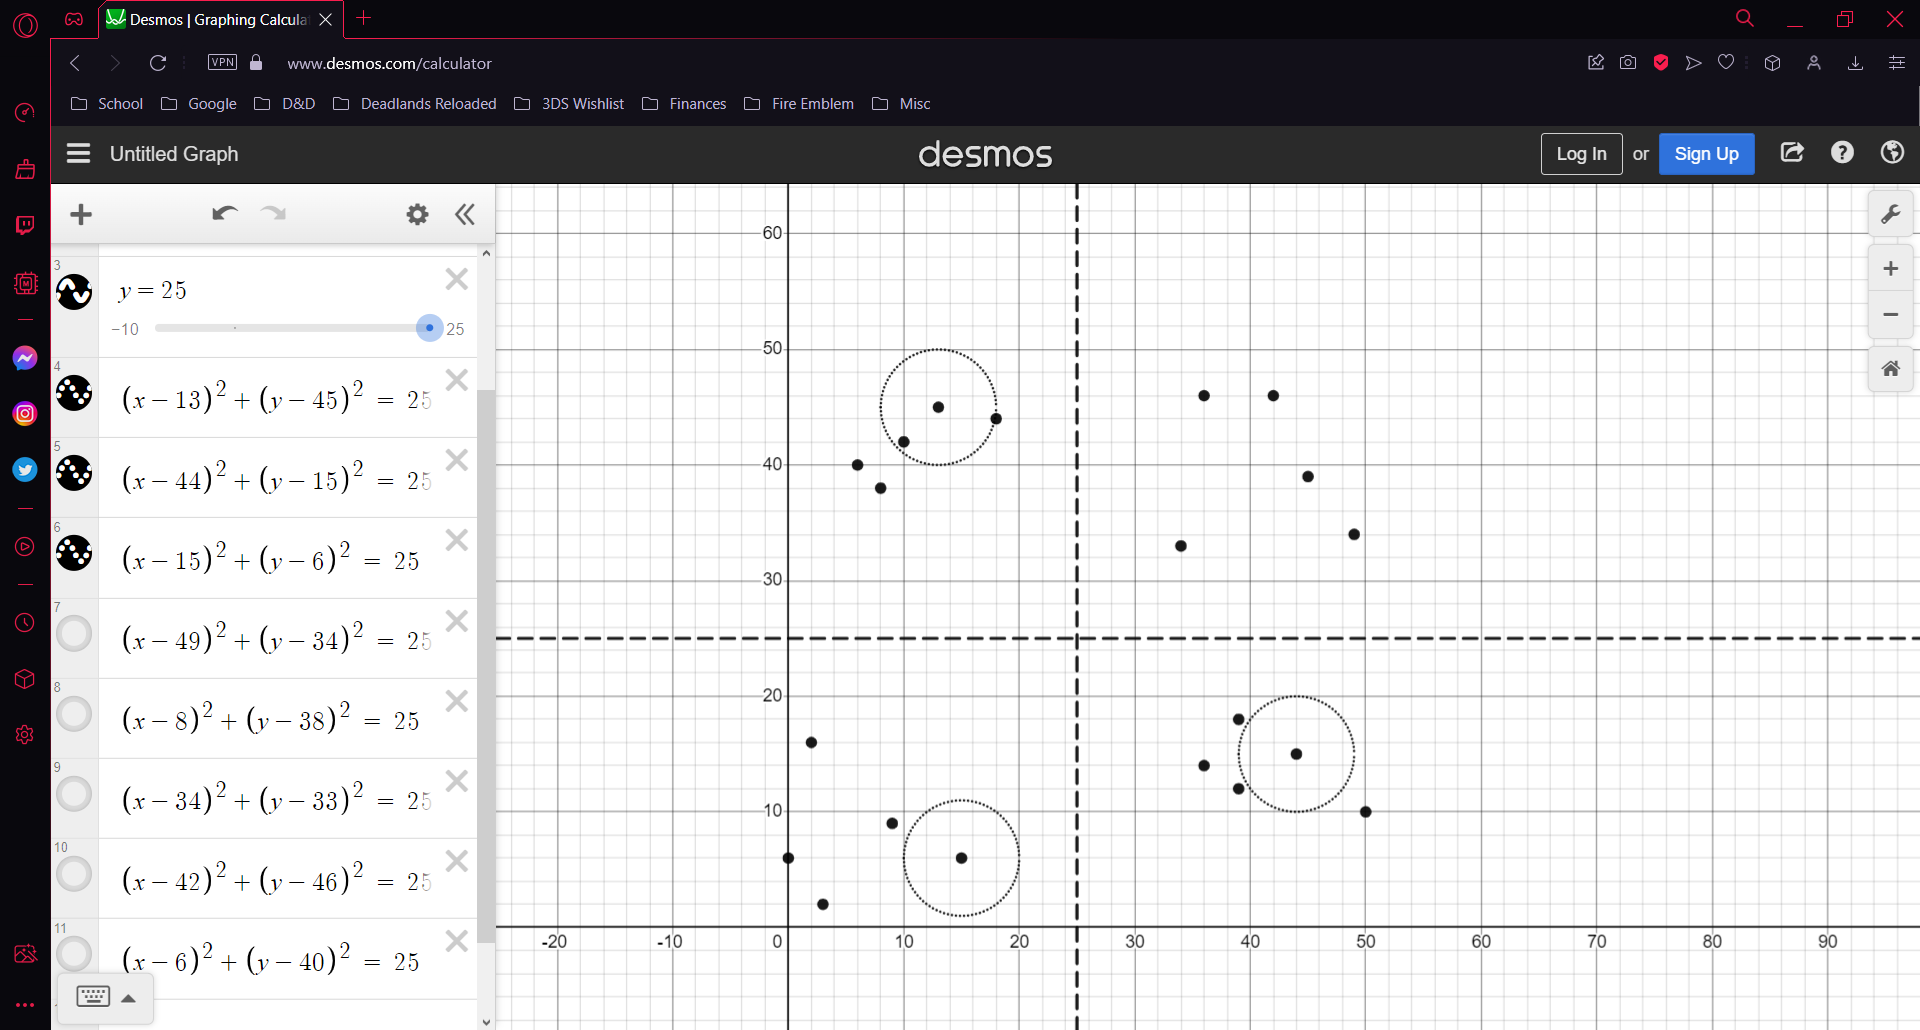 Desmos | Graphing Calcula
VPN www.desmos.com/calculator
School Google D&D Deadlands Reloaded 3DS Wishlist Finances Fire Emblem Misc
Untitled Graph desmos Log In or Sign Up
3
y = 25
−10 25
4
(x − 13)² + (y − 45)² = 25
5
(x − 44)² + (y − 15)² = 25
6
(x − 15)² + (y − 6)² = 25
7
(x − 49)² + (y − 34)² = 25
8
(x − 8)² + (y − 38)² = 25
9
(x − 34)² + (y − 33)² = 25
10
(x − 42)² + (y − 46)² = 25
11
(x − 6)² + (y − 40)² = 25
60
50
40
30
20
10
-20 -10 0 10 20 30 40 50 60 70 80 90